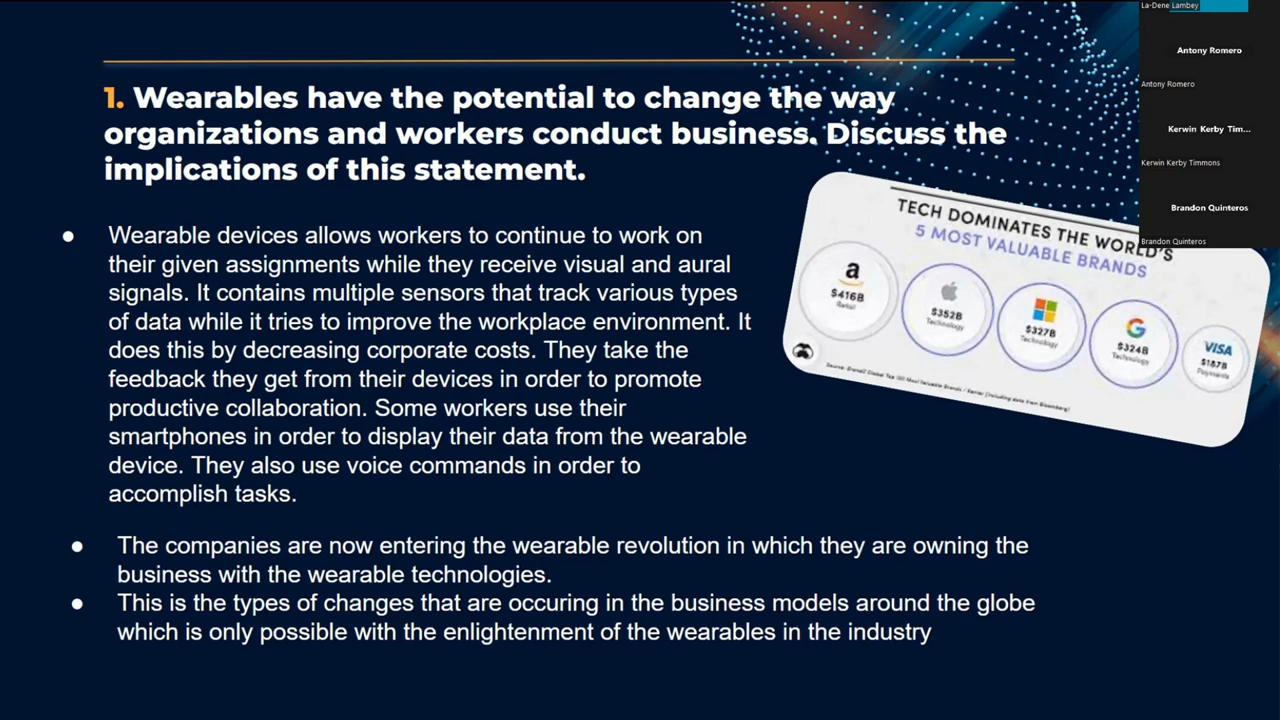 1. Wearables have the potential to change the way
organizations and workers conduct business. Discuss the
implications of this statement.
● Wearable devices allows workers to continue to work on
their given assignments while they receive visual and aural
signals. It contains multiple sensors that track various types
of data while it tries to improve the workplace environment. It
does this by decreasing corporate costs. They take the
feedback they get from their devices in order to promote
productive collaboration. Some workers use their
smartphones in order to display their data from the wearable
device. They also use voice commands in order to
accomplish tasks.
● The companies are now entering the wearable revolution in which they are owning the
business with the wearable technologies.
● This is the types of changes that are occuring in the business models around the globe
which is only possible with the enlightenment of the wearables in the industry
TECH DOMINATES THE WORLD'S
5 MOST VALUABLE BRANDS
a
$416B
Retail
$352B
Technology
$327B
Technology
G
$324B
Technology
VISA
$187B
Payments
La-Dene Lambey
Antony Romero
Antony Romero
Kerwin Kerby Tim...
Kerwin Kerby Timmons
Brandon Quinteros
Brandon Quinteros